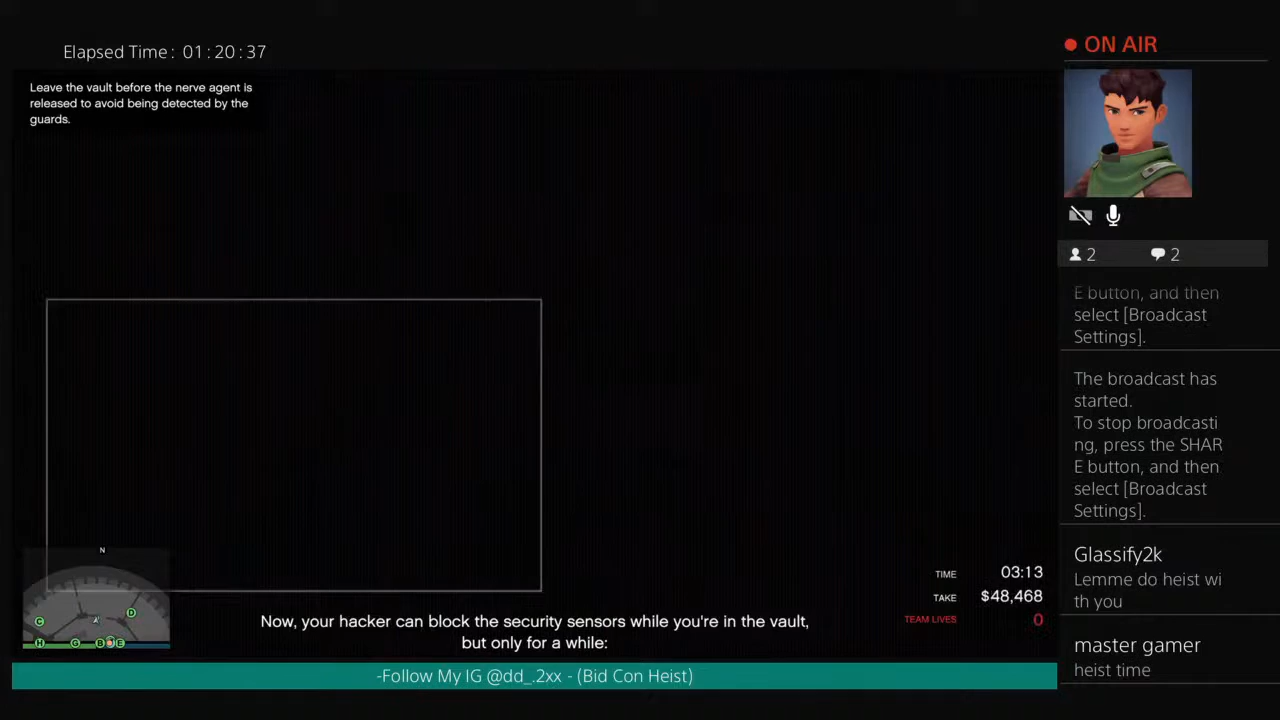 Elapsed Time: 01:20:37
ON AIR
Leave the vault before the nerve agent is
released to avoid being detected by the
guards.
2 2
E button, and then
select [Broadcast
Settings].
The broadcast has
started.
To stop broadcasti
ng, press the SHAR
E button, and then
select [Broadcast
Settings].
Glassify2k
Lemme do heist wi
th you
master gamer
heist time
N
C
D
H
G
B
E
TIME 03:13
TAKE $48,468
TEAM LIVES 0
Now, your hacker can block the security sensors while you're in the vault,
but only for a while:
-Follow My IG @dd_.2xx - (Bid Con Heist)